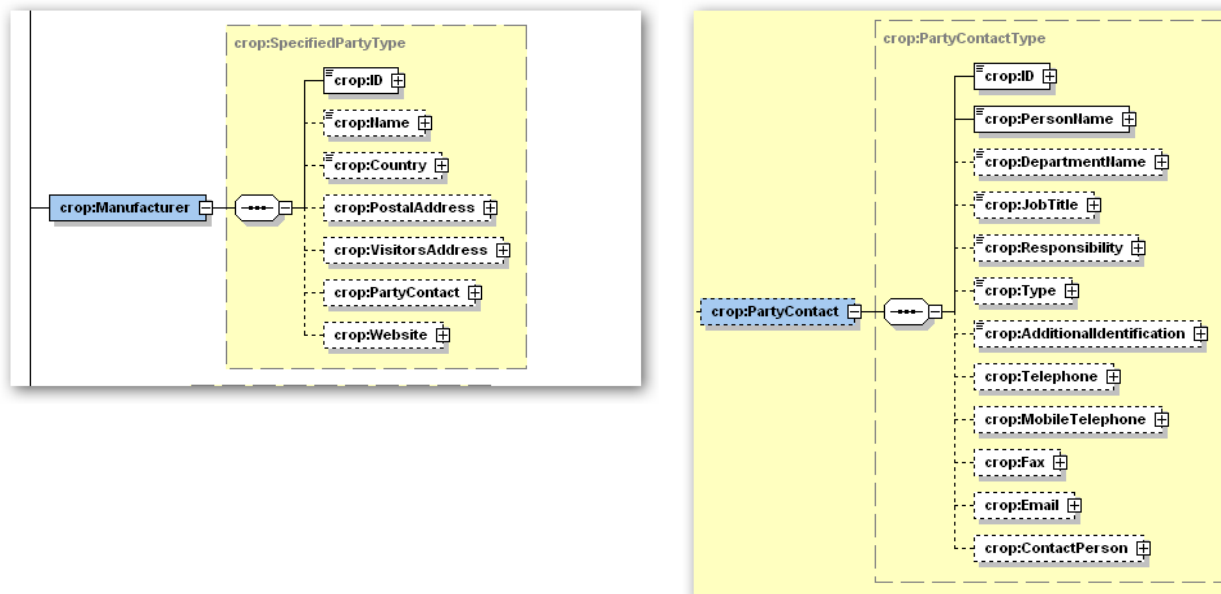 crop:SpecifiedPartyType
crop:ID
crop:Name
crop:Country
crop:Manufacturer
crop:PostalAddress
crop:VisitorsAddress
crop:PartyContact
crop:Website
crop:PartyContactType
crop:ID
crop:PersonName
crop:DepartmentName
crop:JobTitle
crop:Responsibility
crop:Type
crop:PartyContact
crop:AdditionalIdentification
crop:Telephone
crop:MobileTelephone
crop:Fax
crop:Email
crop:ContactPerson